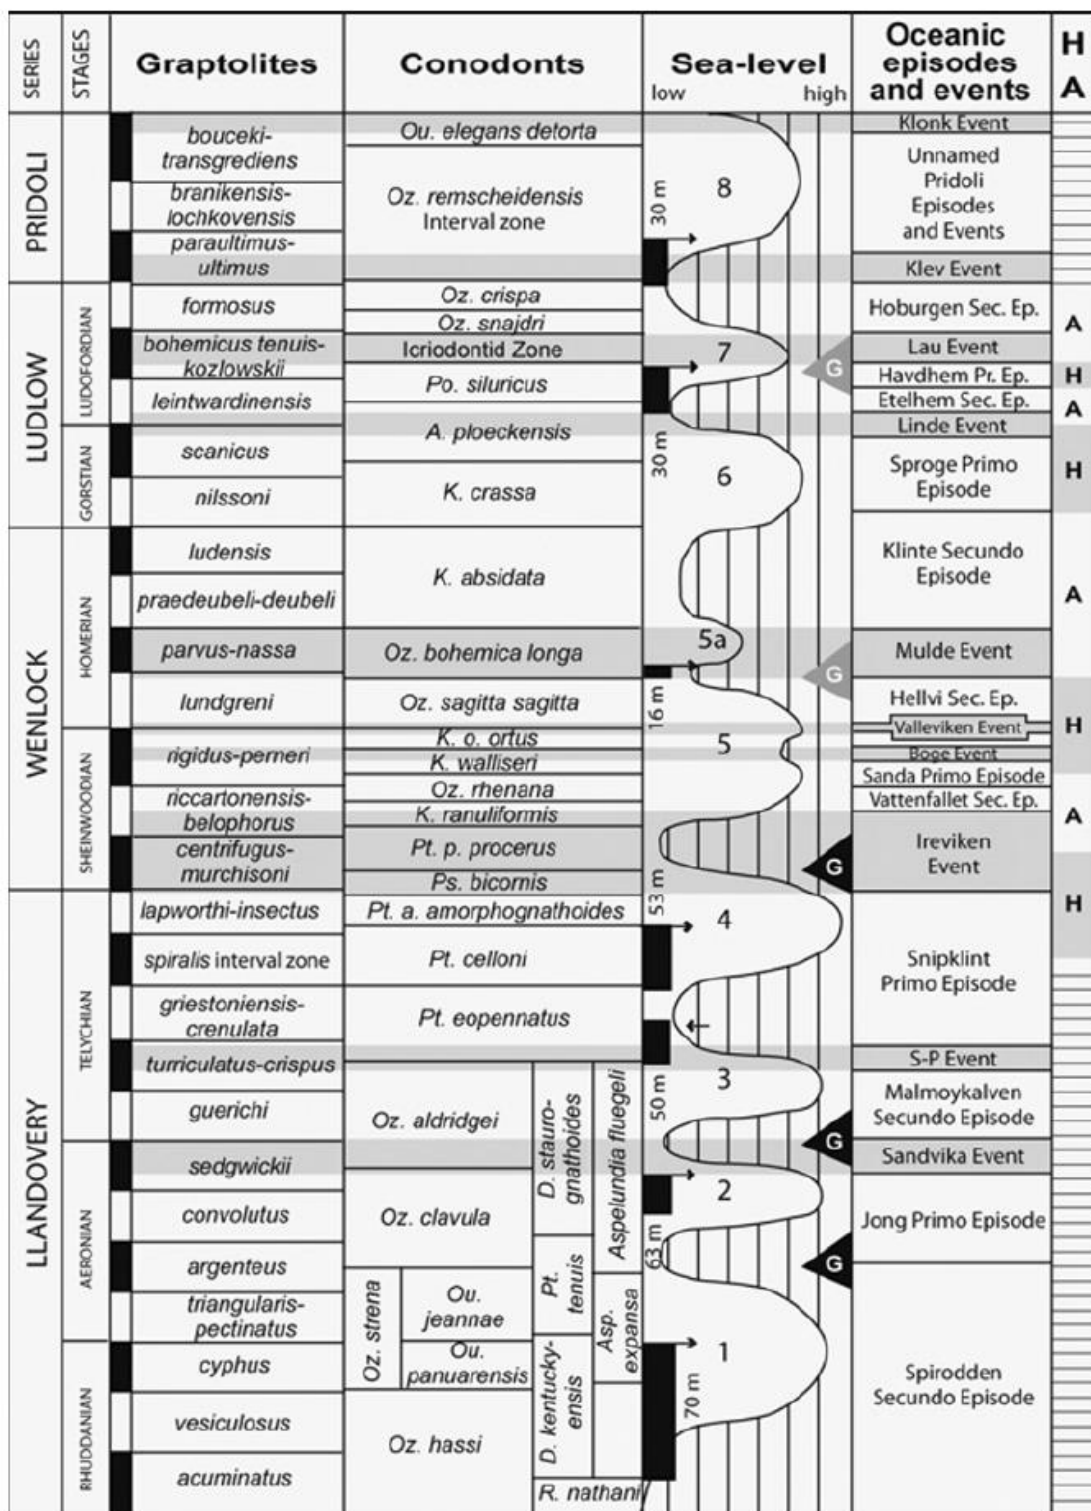 SERIES
STAGES
Graptolites
Conodonts
Sea-level
low
high
Oceanic
episodes
and events
H
A
PRIDOLI
LUDLOW
WENLOCK
LLANDOVERY
LUDFORDIAN
GORSTIAN
HOMERIAN
SHEINWOODIAN
TELYCHIAN
AERONIAN
RHUDDANIAN
bouceki-
transgrediens
branikensis-
lochkovensis
paraultimus-
ultimus
formosus
bohemicus tenuis-
kozlowskii
leintwardinensis
scanicus
nilssoni
ludensis
praedeubeli-deubeli
parvus-nassa
lundgreni
rigidus-perneri
riccartonensis-
belophorus
centrifugus-
murchisoni
lapworthi-insectus
spiralis interval zone
griestoniensis-
crenulata
turriculatus-crispus
guerichi
sedgwickii
convolutus
argenteus
triangularis-
pectinatus
cyphus
vesiculosus
acuminatus
Ou. elegans detorta
Oz. remscheidensis
Interval zone
Oz. crispa
Oz. snajdri
Icriodontid Zone
Po. siluricus
A. ploeckensis
K. crassa
K. absidata
Oz. bohemica longa
Oz. sagitta sagitta
K. o. ortus
K. walliseri
Oz. rhenana
K. ranuliformis
Pt. p. procerus
Ps. bicornis
Pt. a. amorphognathoides
Pt. celloni
Pt. eopennatus
Oz. aldridgei
D. stauro-
gnathoides
Aspelundia fluegeli
Oz. clavula
Pt.
tenuis
Oz. strena
Ou.
jeannae
Asp.
expansa
Ou.
panuarensis
D. kentucky-
ensis
Oz. hassi
R. nathani
8
30 m
7
G
30 m
6
5a
G
16 m
5
G
53 m
4
3
50 m
G
2
63 m
G
1
70 m
Klonk Event
Unnamed
Pridoli
Episodes
and Events
Klev Event
Hoburgen Sec. Ep.
Lau Event
Havdhem Pr. Ep.
Etelhem Sec. Ep.
Linde Event
Sproge Primo
Episode
Klinte Secundo
Episode
Mulde Event
Hellvi Sec. Ep.
Valleviken Event
Boge Event
Sanda Primo Episode
Vattenfallet Sec. Ep.
Ireviken
Event
Snipklint
Primo Episode
S-P Event
Malmoykalven
Secundo Episode
Sandvika Event
Jong Primo Episode
Spirodden
Secundo Episode
A
H
A
H
A
H
A
H